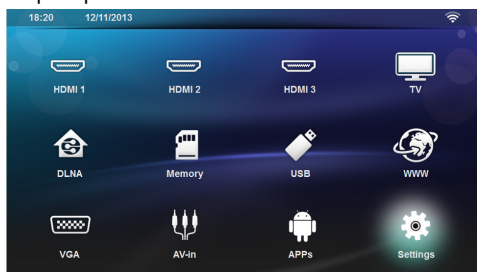 18:20 12/11/2013
HDMI 1 HDMI 2 HDMI 3 TV
DLNA Memory USB WWW
VGA AV-in APPs Settings